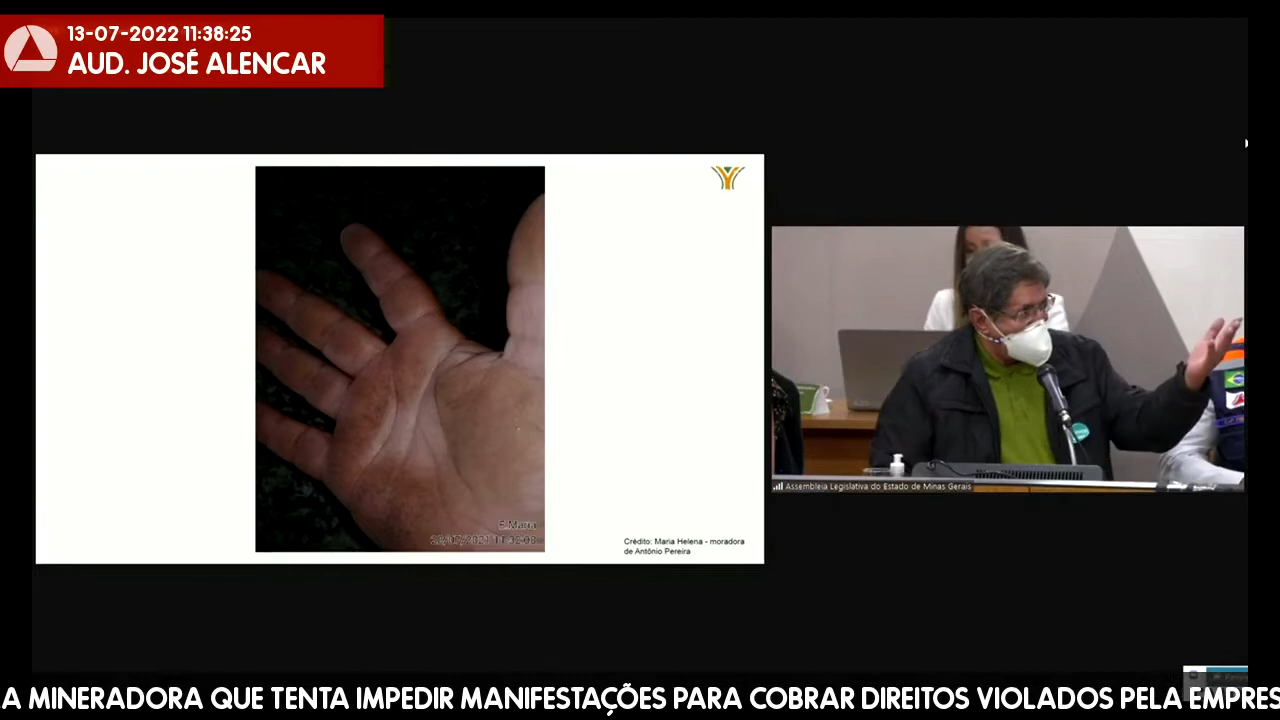 13-07-2022 11:38:25
AUD. JOSÉ ALENCAR
F.Maria
Crédito: Maria Helena - moradora
de Antônio Pereira
Assembleia Legislativa do Estado de Minas Gerais
A MINERADORA QUE TENTA IMPEDIR MANIFESTAÇÕES PARA COBRAR DIREITOS VIOLADOS PELA EMPRES